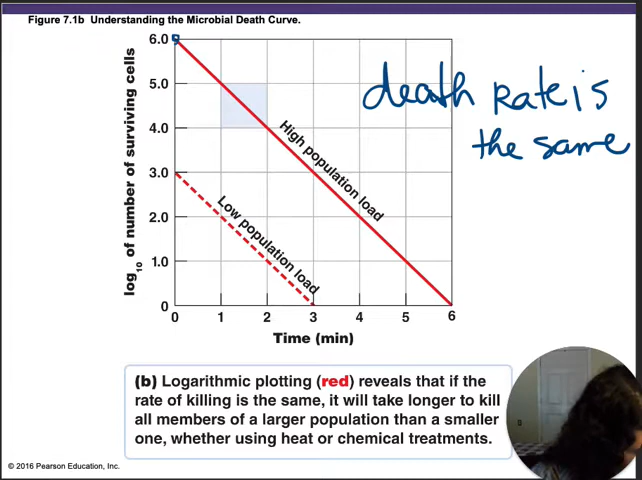 Figure 7.1b Understanding the Microbial Death Curve.
log10 of number of surviving cells
6.0
5.0
4.0
3.0
2.0
1.0
0
High population load
Low population load
0 1 2 3 4 5 6
Time (min)
death Rate is
the same
(b) Logarithmic plotting (red) reveals that if the
rate of killing is the same, it will take longer to kill
all members of a larger population than a smaller
one, whether using heat or chemical treatments.
© 2016 Pearson Education, Inc.